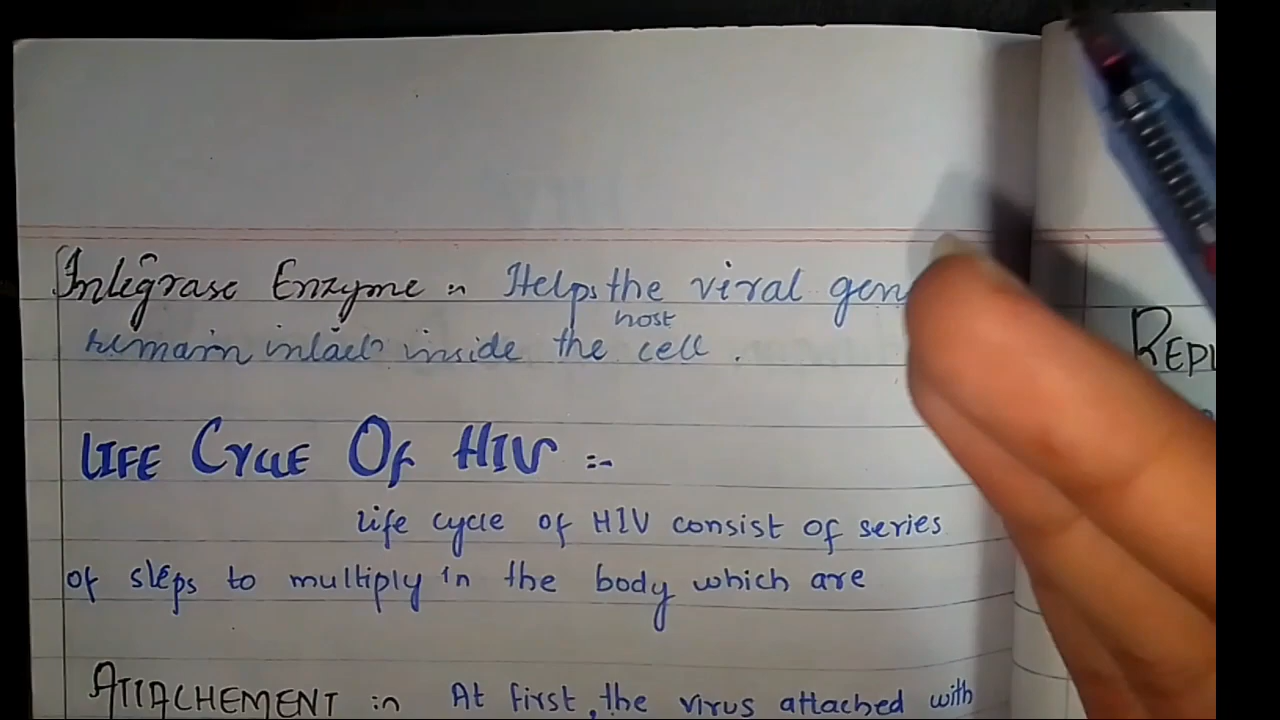 Integrase Enzyme :- Helps the viral gen
remain intact inside the host cell .
LIFE CYCLE OF HIV :-
life cycle of HIV consist of series
of steps to multiply in the body which are
ATTACHEMENT :- At first, the virus attached with
REPL